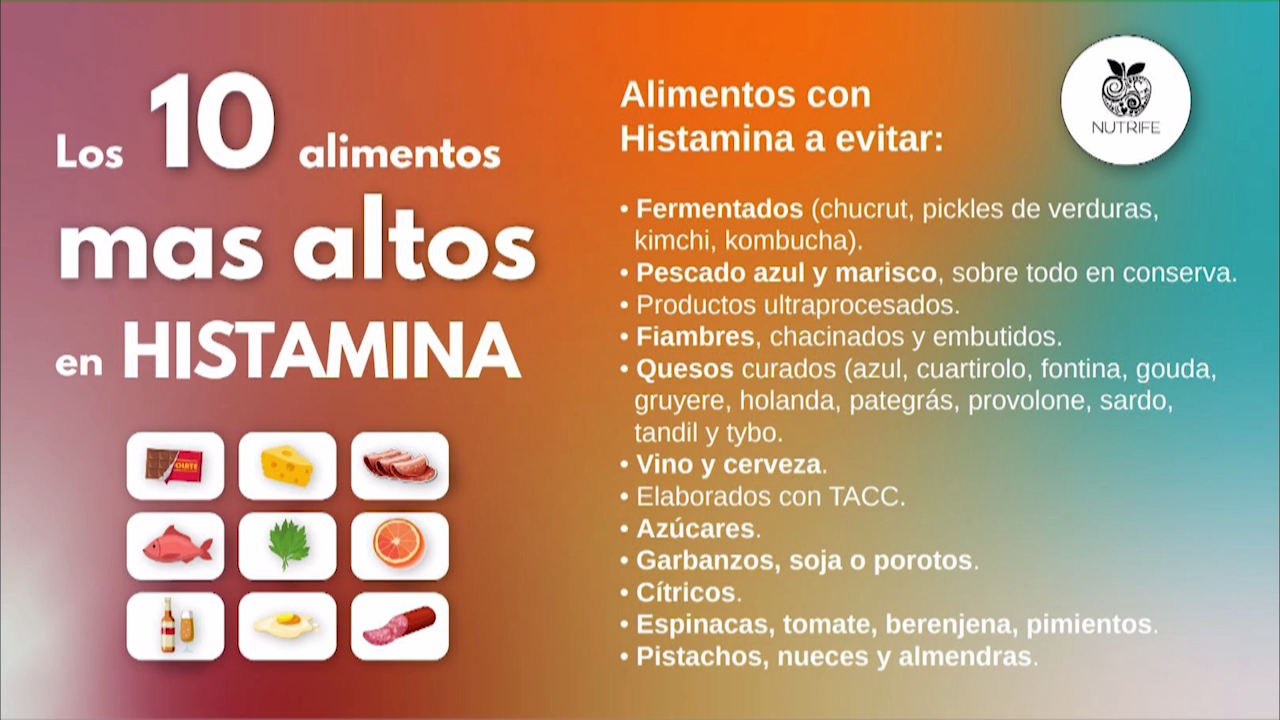 Los 10 alimentos
mas altos
en HISTAMINA
Alimentos con
Histamina a evitar:
NUTRIFE
• Fermentados (chucrut, pickles de verduras,
kimchi, kombucha).
• Pescado azul y marisco, sobre todo en conserva.
• Productos ultraprocesados.
• Fiambres, chacinados y embutidos.
• Quesos curados (azul, cuartirolo, fontina, gouda,
gruyere, holanda, pategrás, provolone, sardo,
tandil y tybo.
• Vino y cerveza.
• Elaborados con TACC.
• Azúcares.
• Garbanzos, soja o porotos.
• Cítricos.
• Espinacas, tomate, berenjena, pimientos.
• Pistachos, nueces y almendras.